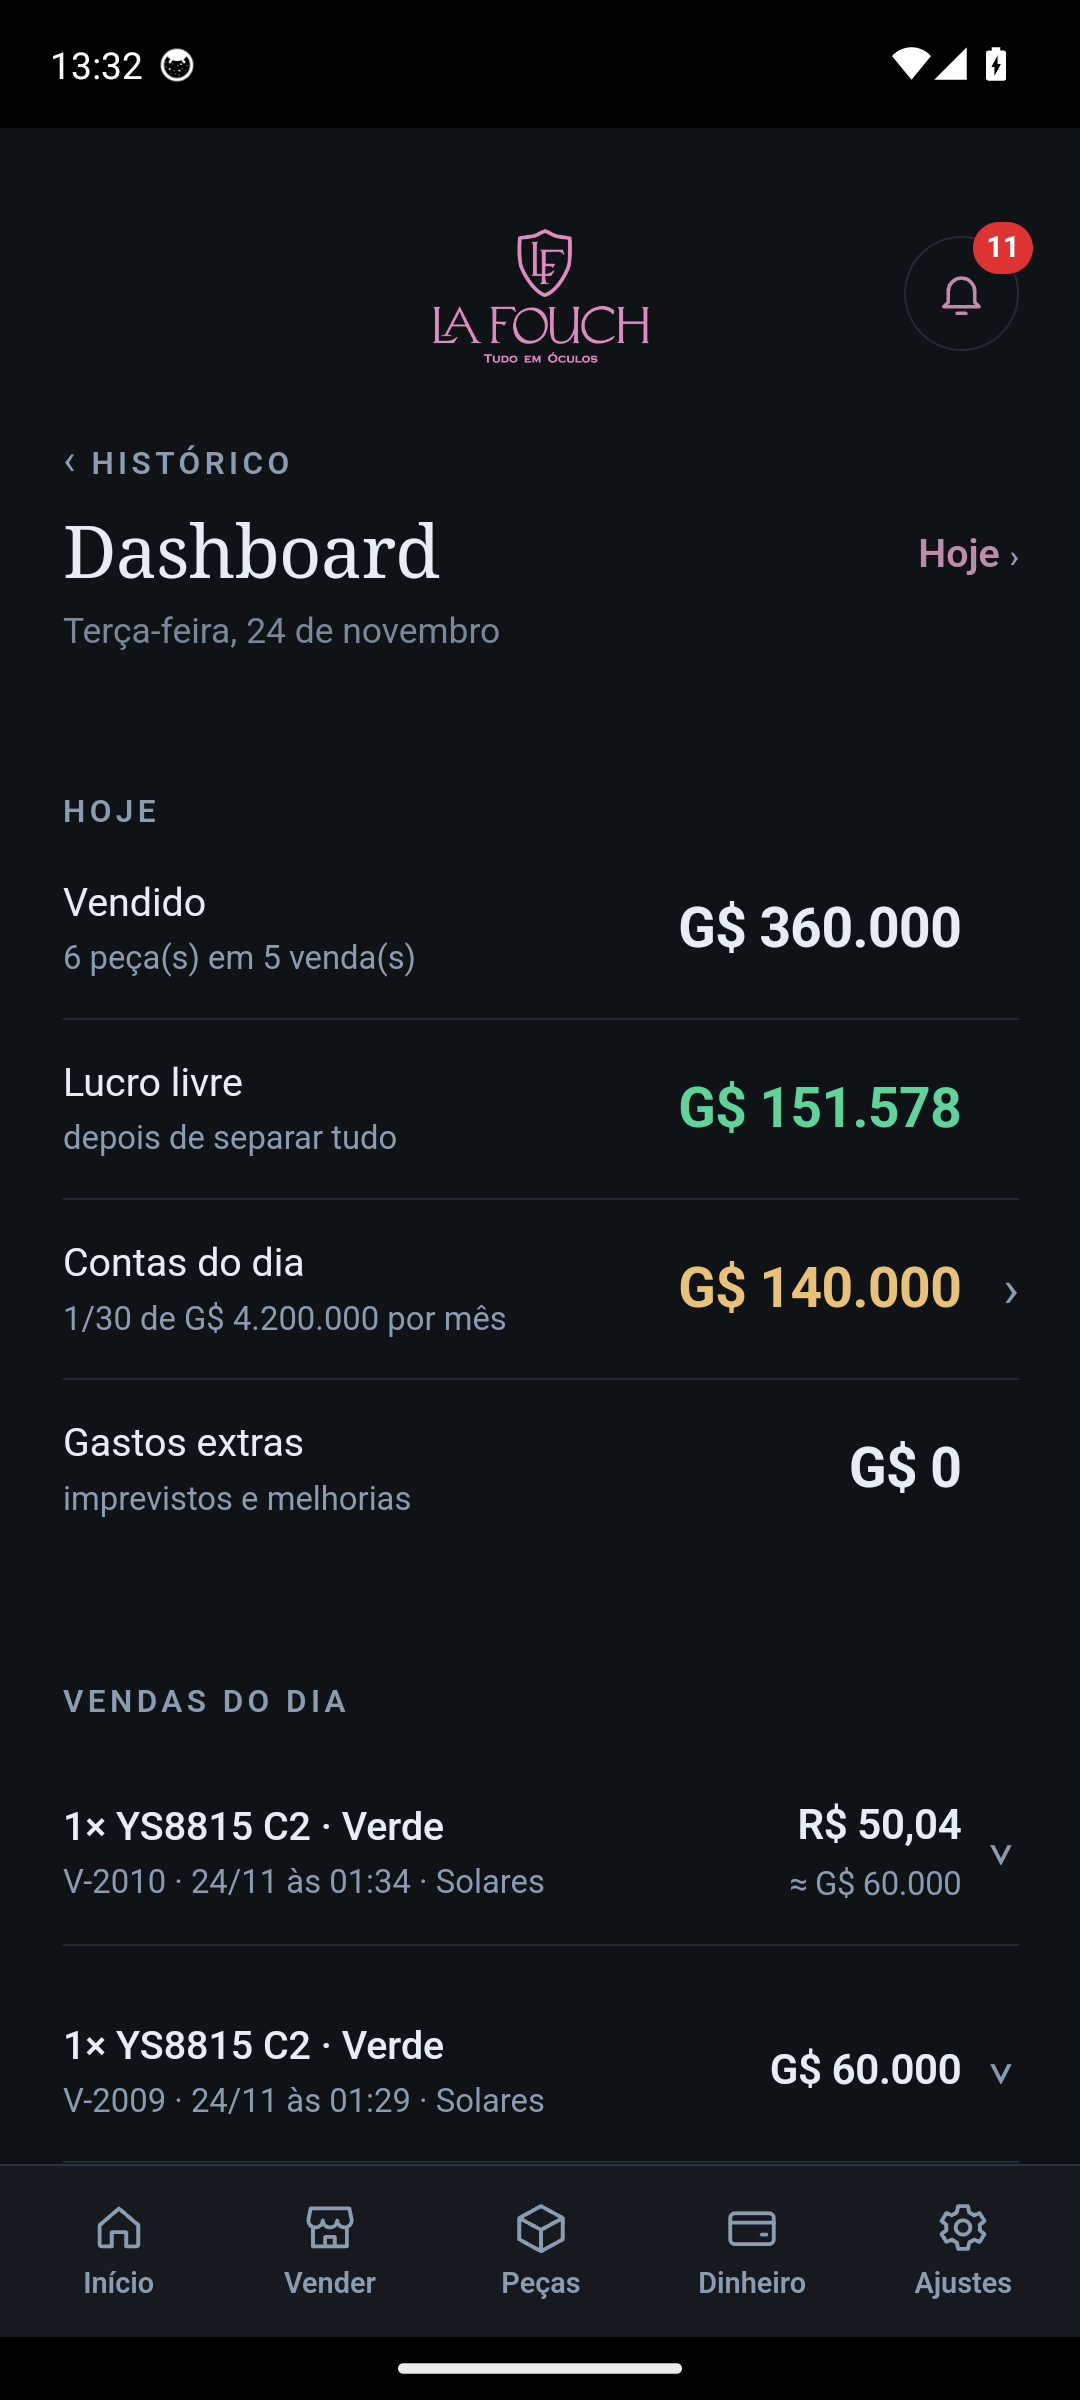 13:32
LF
LA FOUCH
TUDO EM ÓCULOS
11
‹ HISTÓRICO
Dashboard
Hoje ›
Terça-feira, 24 de novembro
HOJE
Vendido
G$ 360.000
6 peça(s) em 5 venda(s)
Lucro livre
G$ 151.578
depois de separar tudo
Contas do dia
G$ 140.000 ›
1/30 de G$ 4.200.000 por mês
Gastos extras
G$ 0
imprevistos e melhorias
VENDAS DO DIA
1× YS8815 C2 · Verde
R$ 50,04
V-2010 · 24/11 às 01:34 · Solares
≈ G$ 60.000
1× YS8815 C2 · Verde
G$ 60.000
V-2009 · 24/11 às 01:29 · Solares
Início
Vender
Peças
Dinheiro
Ajustes